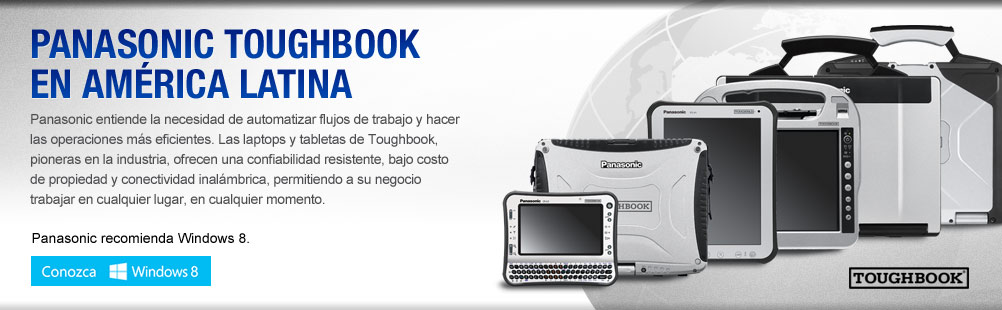 PANASONIC TOUGHBOOK
EN AMÉRICA LATINA
Panasonic entiende la necesidad de automatizar flujos de trabajo y hacer
las operaciones más eficientes. Las laptops y tabletas de Toughbook,
pioneras en la industria, ofrecen una confiabilidad resistente, bajo costo
de propiedad y conectividad inalámbrica, permitiendo a su negocio
trabajar en cualquier lugar, en cualquier momento.
Panasonic recomienda Windows 8.
Conozca Windows 8
Panasonic
Panasonic
Panasonic
TOUGHBOOK